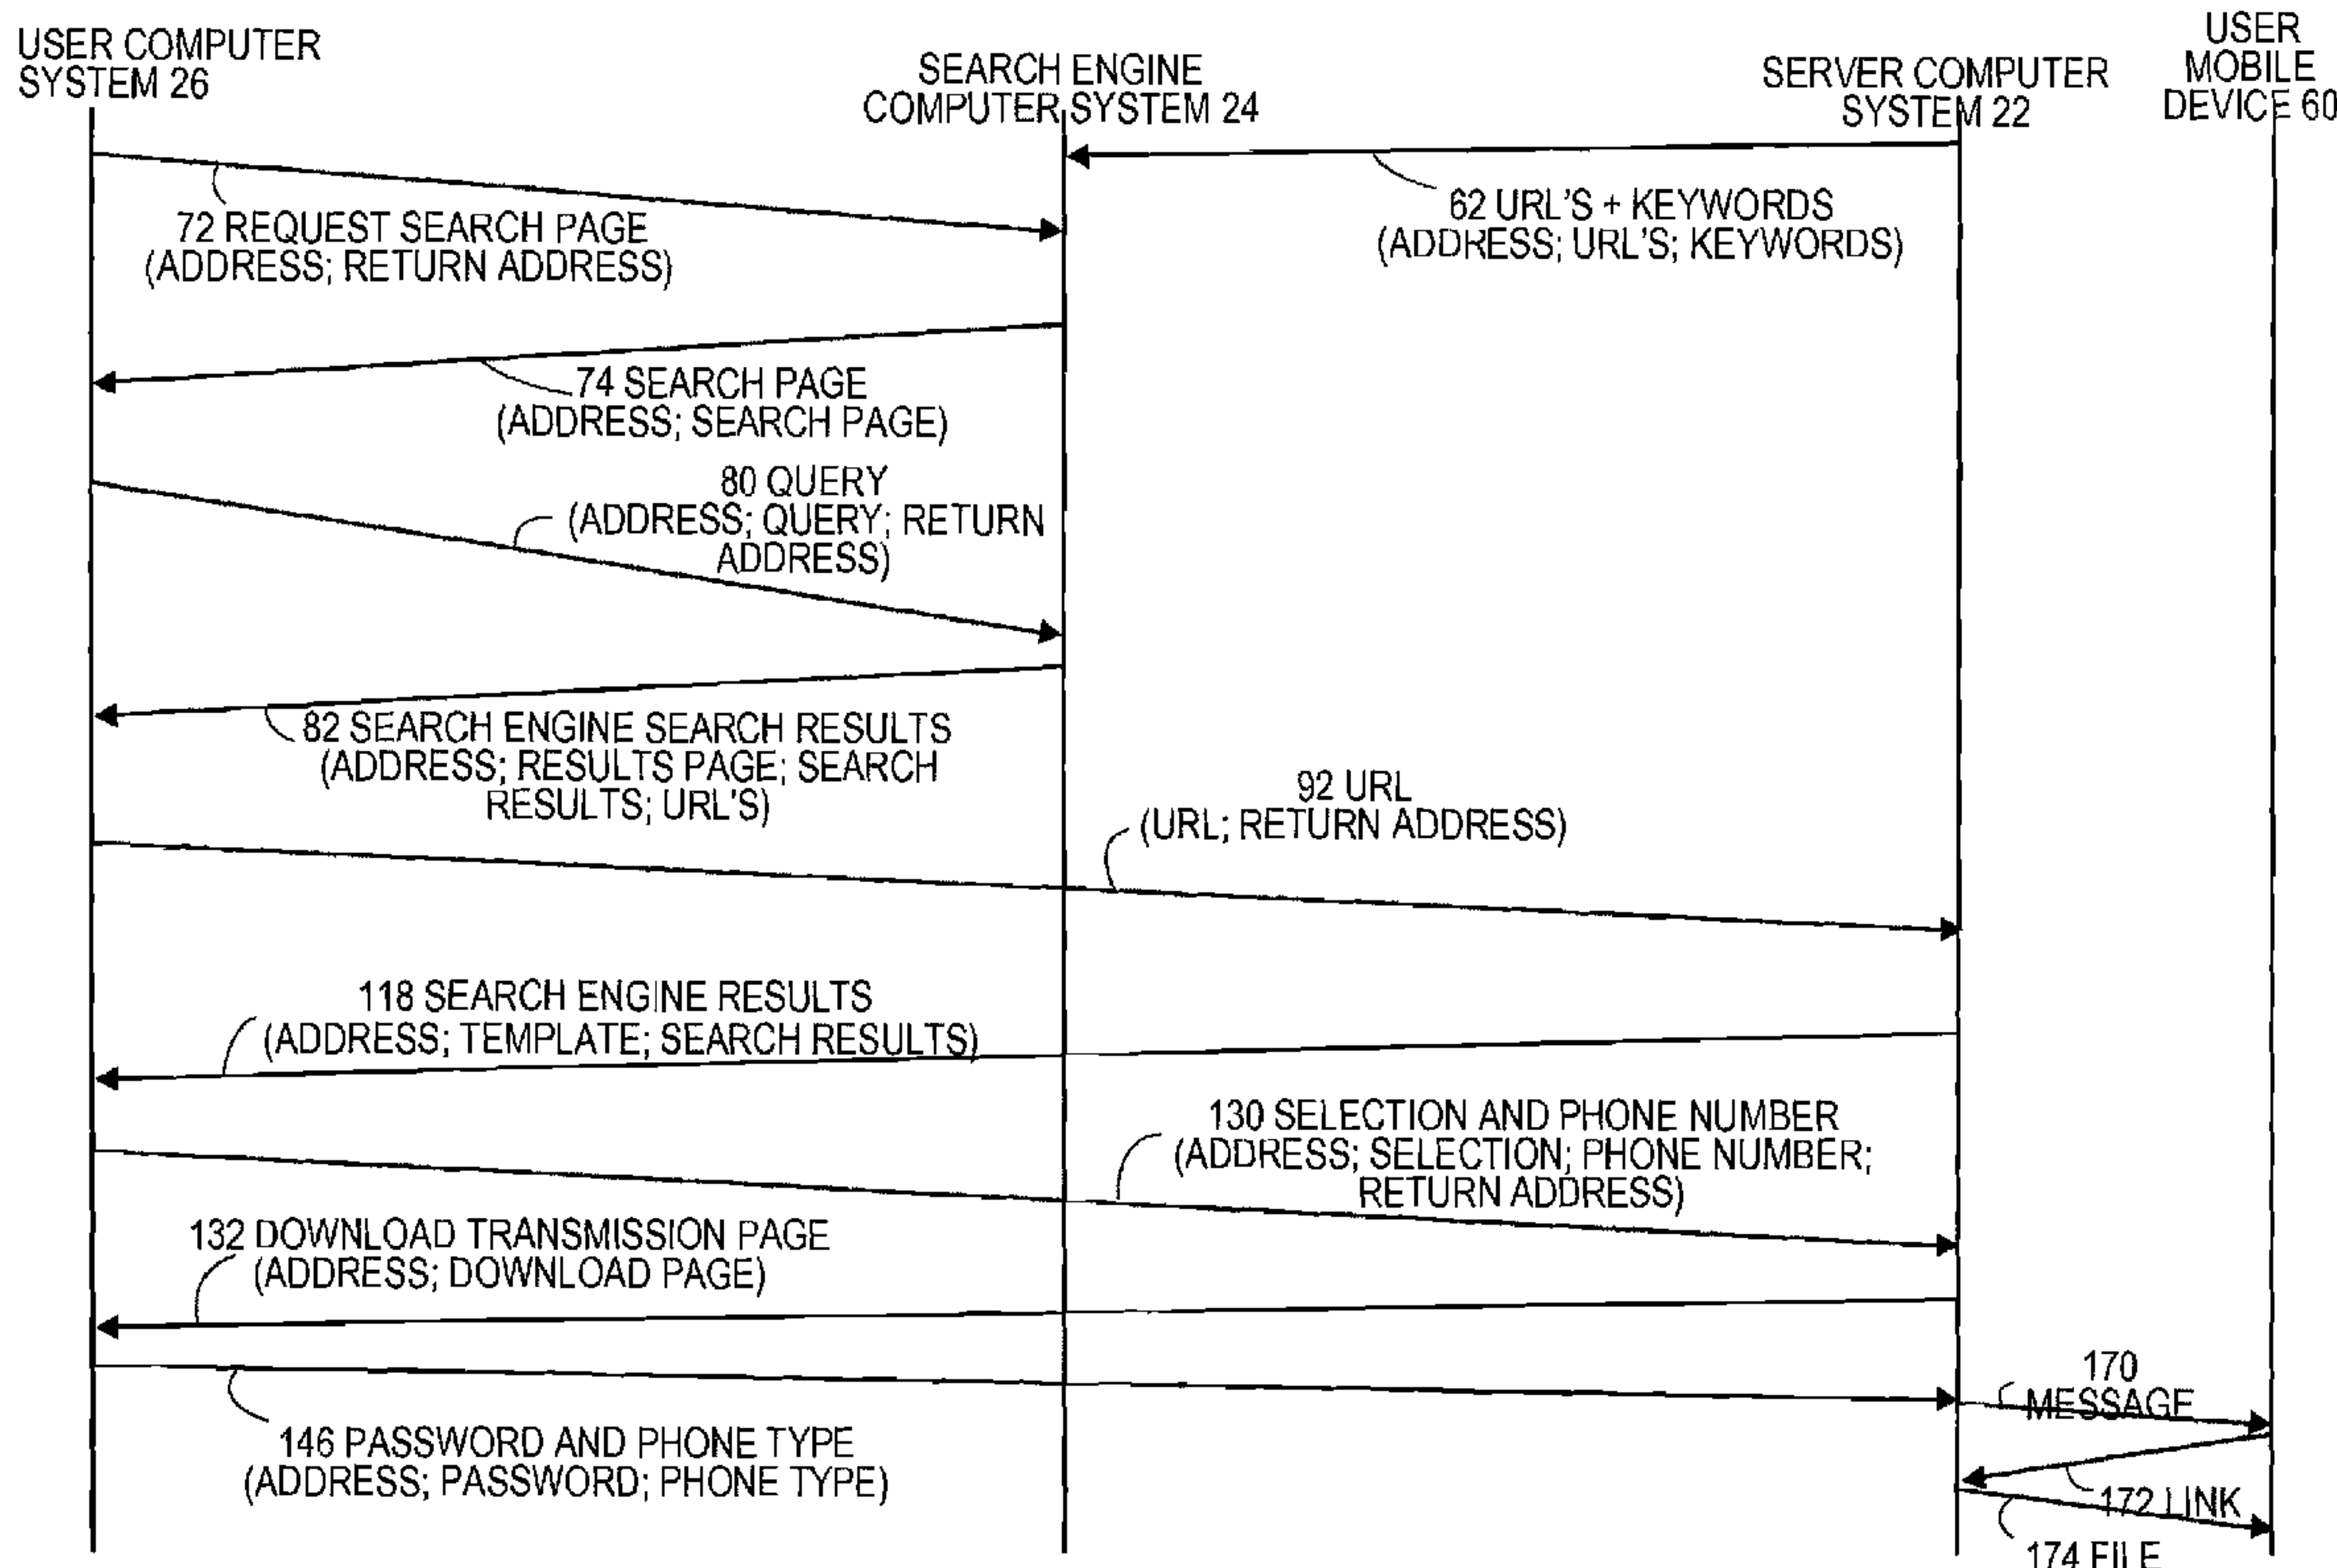 USER COMPUTER
SYSTEM 26
SEARCH ENGINE
COMPUTER SYSTEM 24
SERVER COMPUTER
SYSTEM 22
USER
MOBILE
DEVICE 60
72 REQUEST SEARCH PAGE
(ADDRESS; RETURN ADDRESS)
62 URL'S + KEYWORDS
(ADDRESS; URL'S; KEYWORDS)
74 SEARCH PAGE
(ADDRESS; SEARCH PAGE)
80 QUERY
(ADDRESS; QUERY; RETURN
ADDRESS)
82 SEARCH ENGINE SEARCH RESULTS
(ADDRESS; RESULTS PAGE; SEARCH
RESULTS; URL'S)
92 URL
(URL; RETURN ADDRESS)
118 SEARCH ENGINE RESULTS
(ADDRESS; TEMPLATE; SEARCH RESULTS)
130 SELECTION AND PHONE NUMBER
(ADDRESS; SELECTION; PHONE NUMBER;
RETURN ADDRESS)
132 DOWNLOAD TRANSMISSION PAGE
(ADDRESS; DOWNLOAD PAGE)
146 PASSWORD AND PHONE TYPE
(ADDRESS; PASSWORD; PHONE TYPE)
170
MESSAGE
172 LINK
174 FILE